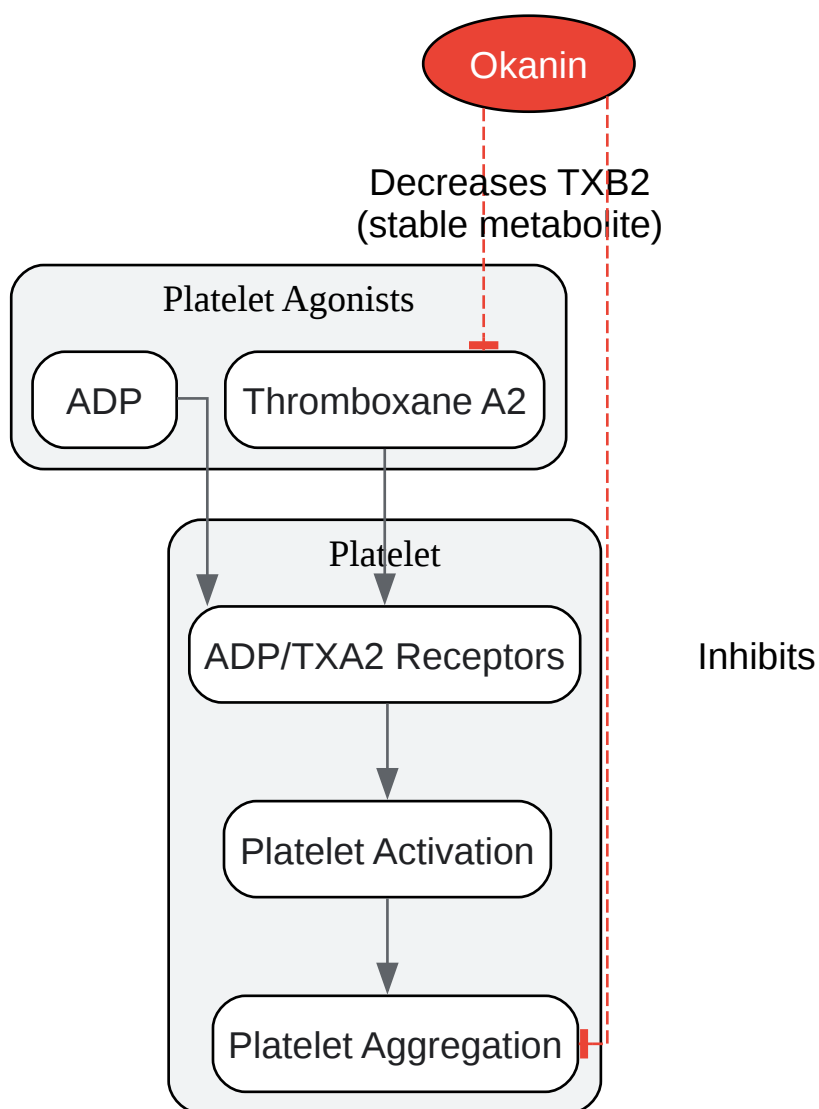 Okanin
Decreases TXB2
(stable metabolite)
Platelet Agonists
ADP
Thromboxane A2
Platelet
ADP/TXA2 Receptors
Inhibits
Platelet Activation
Platelet Aggregation